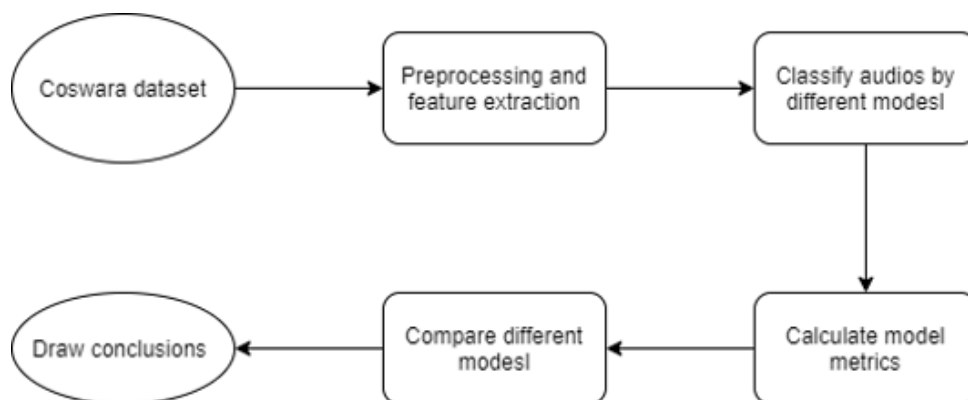 Coswara dataset
Preprocessing and
feature extraction
Classify audios by
different modesl
Calculate model
metrics
Compare different
modesl
Draw conclusions